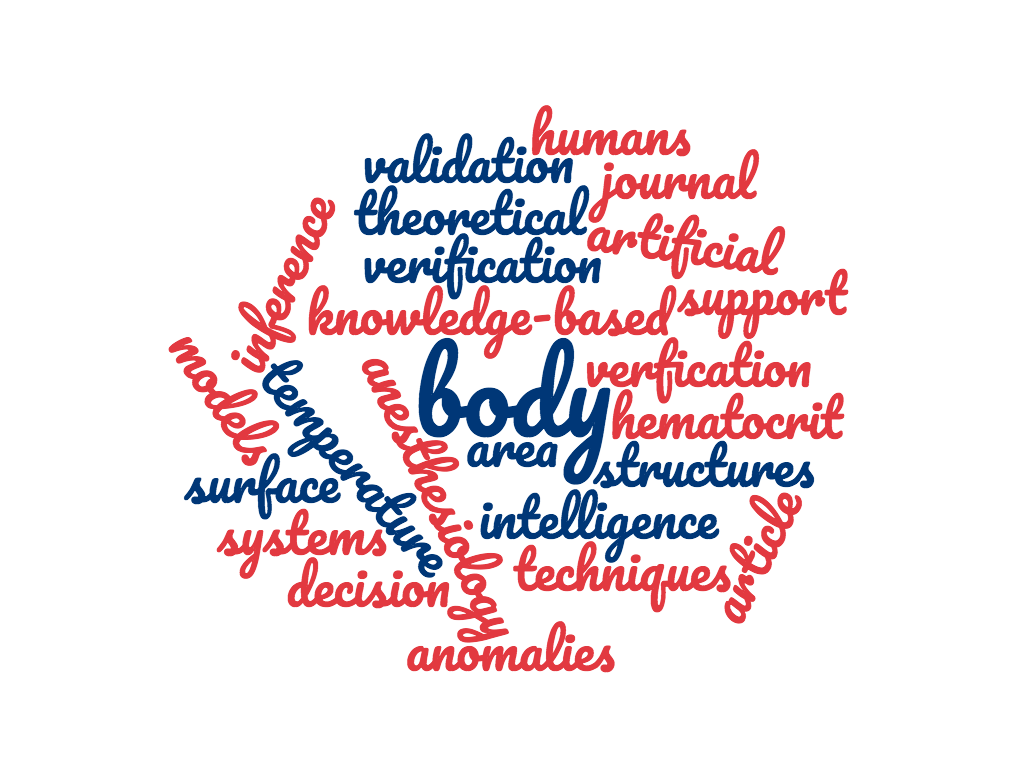 humans
validation
journal
theoretical
artificial
inference
verification
support
knowledge-based
models
temperature
anesthesiology
body
verfication
hematocrit
area
structures
surface
intelligence
article
systems
techniques
decision
anomalies